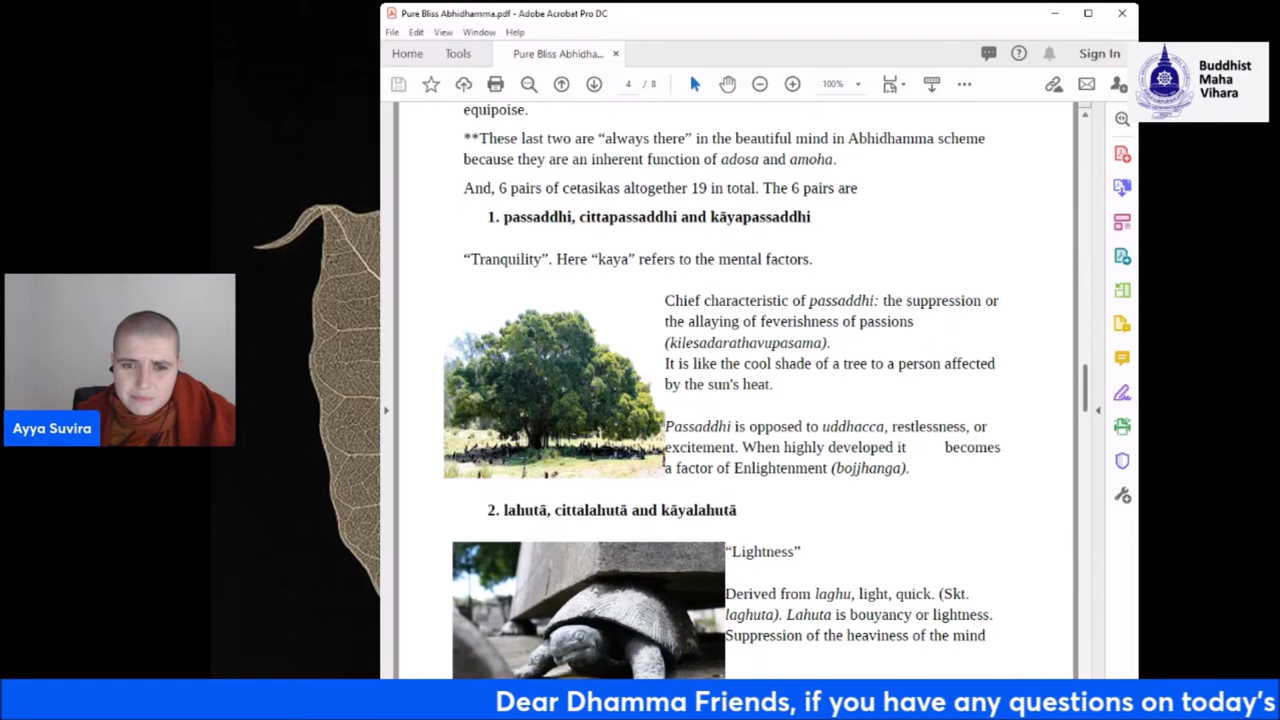 Pure Bliss Abhidhamma.pdf - Adobe Acrobat Pro DC
File Edit View Window Help
Home Tools Pure Bliss Abhidha... × Sign In
4 / 8 100%
Buddhist
Maha
Vihara
equipoise.
**These last two are “always there” in the beautiful mind in Abhidhamma scheme
because they are an inherent function of adosa and amoha.
And, 6 pairs of cetasikas altogether 19 in total. The 6 pairs are
1. passaddhi, cittapassaddhi and kāyapassaddhi
“Tranquility”. Here “kaya” refers to the mental factors.
Chief characteristic of passaddhi: the suppression or
the allaying of feverishness of passions
(kilesadarathavupasama).
It is like the cool shade of a tree to a person affected
by the sun's heat.
Passaddhi is opposed to uddhacca, restlessness, or
excitement. When highly developed it becomes
a factor of Enlightenment (bojjhanga).
2. lahutā, cittalahutā and kāyalahutā
“Lightness”
Derived from laghu, light, quick. (Skt.
laghuta). Lahuta is bouyancy or lightness.
Suppression of the heaviness of the mind
Ayya Suvira
Dear Dhamma Friends, if you have any questions on today's